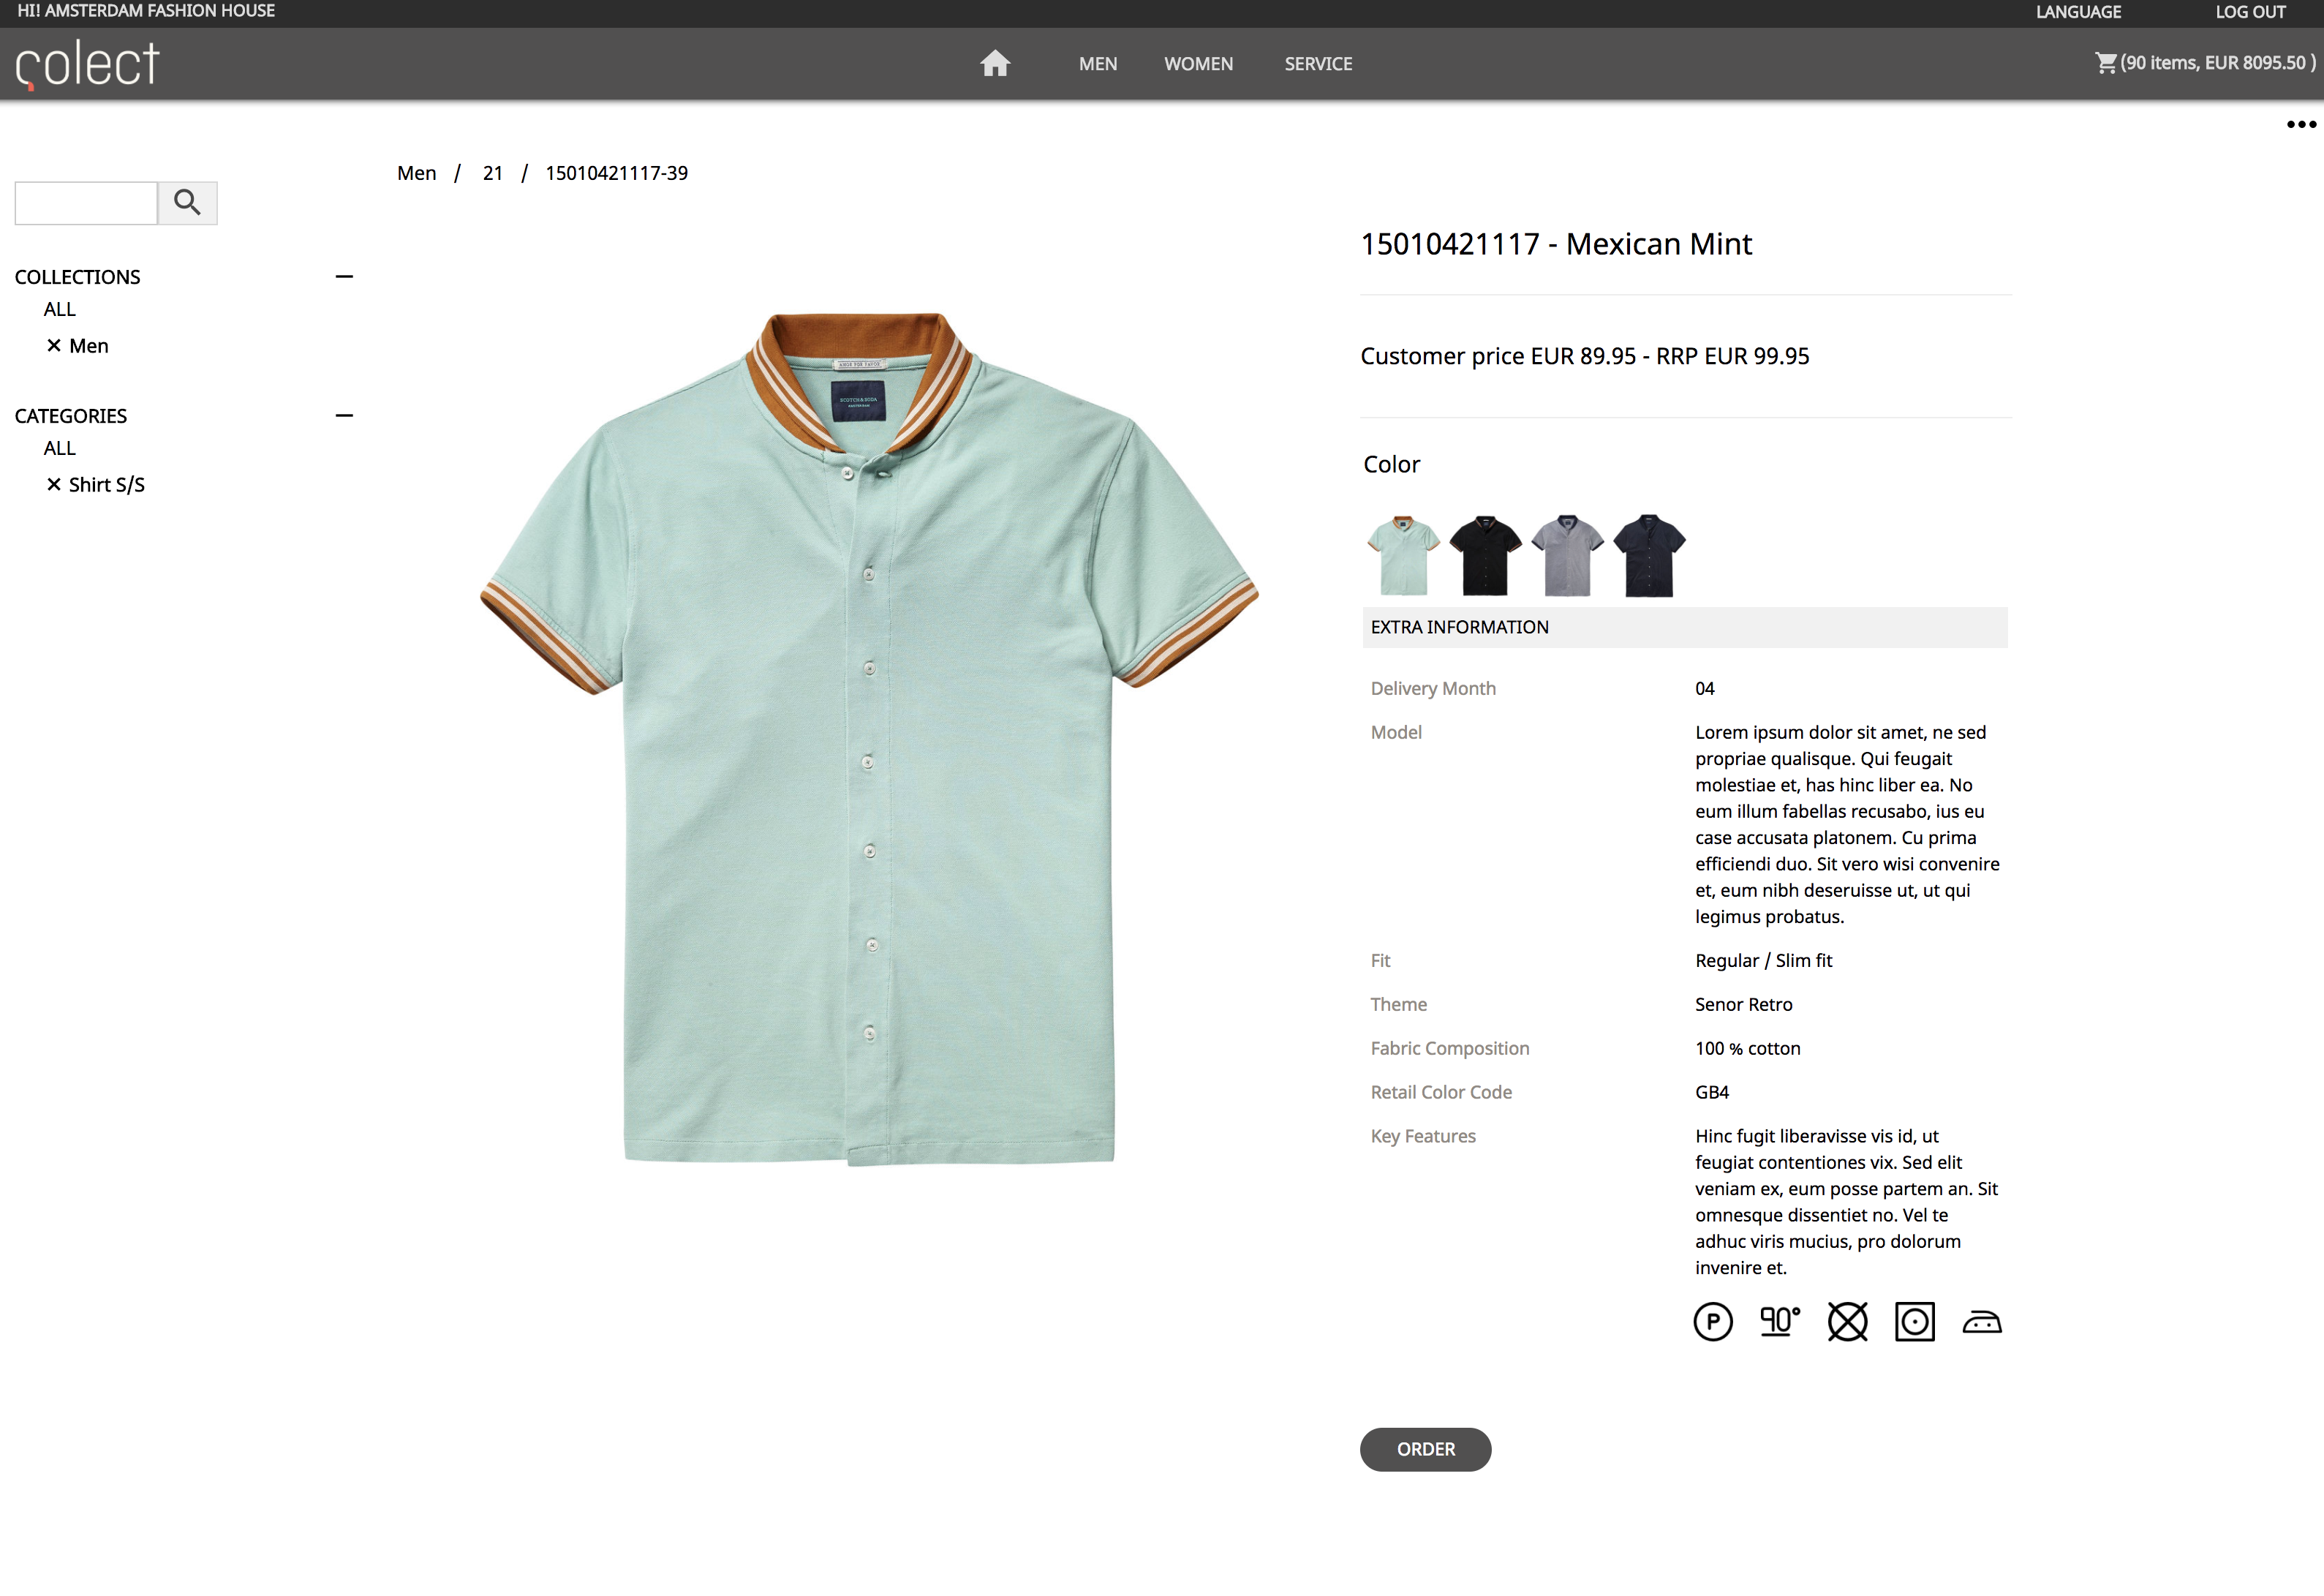 HI! AMSTERDAM FASHION HOUSE
LANGUAGE
LOG OUT
colect
MEN
WOMEN
SERVICE
(90 items, EUR 8095.50 )
Men / 21 / 15010421117-39
COLLECTIONS
ALL
Men
CATEGORIES
ALL
Shirt S/S
AMOR POR FAVOR
SCOTCH & SODA
AMSTERDAM
15010421117 - Mexican Mint
Customer price EUR 89.95 - RRP EUR 99.95
Color
EXTRA INFORMATION
Delivery Month
04
Model
Lorem ipsum dolor sit amet, ne sed
propriae qualisque. Qui feugait
molestiae et, has hinc liber ea. No
eum illum fabellas recusabo, ius eu
case accusata platonem. Cu prima
efficiendi duo. Sit vero wisi convenire
et, eum nibh deseruisse ut, ut qui
legimus probatus.
Fit
Regular / Slim fit
Theme
Senor Retro
Fabric Composition
100 % cotton
Retail Color Code
GB4
Key Features
Hinc fugit liberavisse vis id, ut
feugiat contentiones vix. Sed elit
veniam ex, eum posse partem an. Sit
omnesque dissentiet no. Vel te
adhuc viris mucius, pro dolorum
invenire et.
P
90°
ORDER